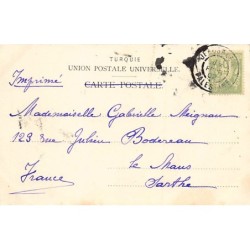 TURQUIE
UNION POSTALE UNIVERSELLE
CARTE POSTALE
Imprimé
Mademoiselle Gabrielle Meignan
123 rue Julien Bodereau
le Mans
France Sarthe